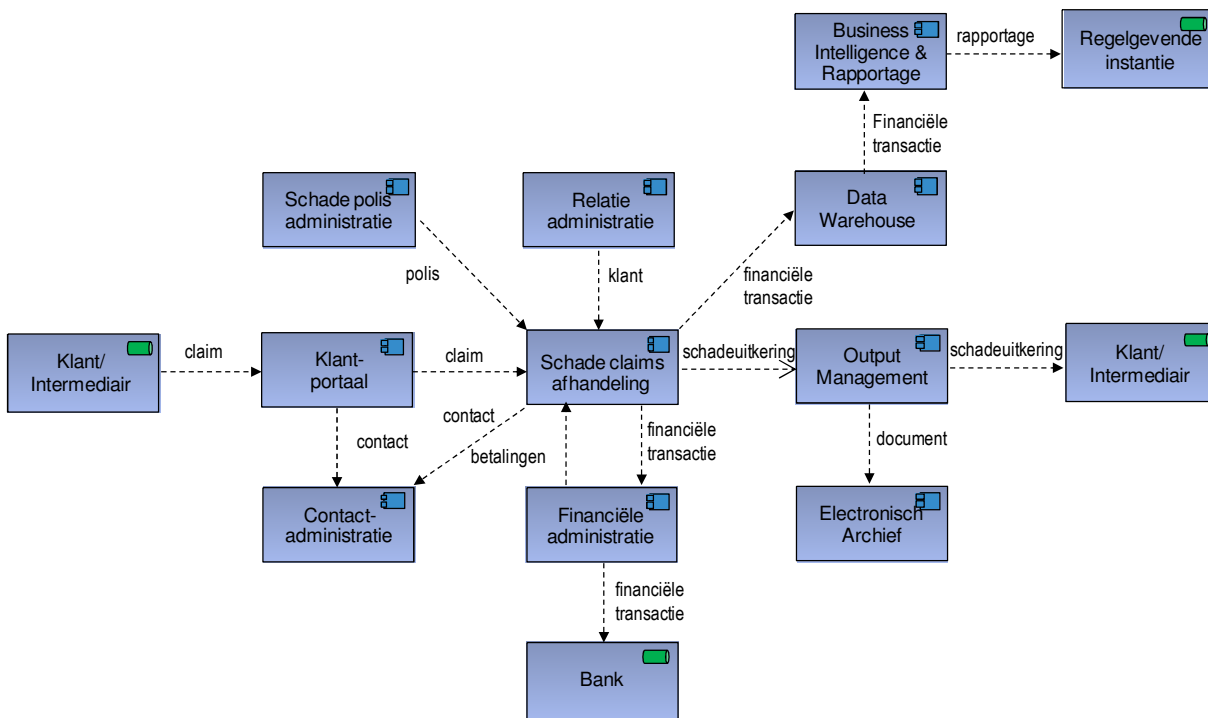 Business
Intelligence &
Rapportage
rapportage
Regelgevende
instantie
Financiële
transactie
Schade polis
administratie
Relatie
administratie
Data
Warehouse
polis
klant
financiële
transactie
Klant/
Intermediair
claim
Klant-
portaal
claim
Schade claims
afhandeling
schadeuitkering
Output
Management
schadeuitkering
Klant/
Intermediair
contact
contact
betalingen
financiële
transactie
document
Contact-
administratie
Financiële
administratie
Electronisch
Archief
financiële
transactie
Bank